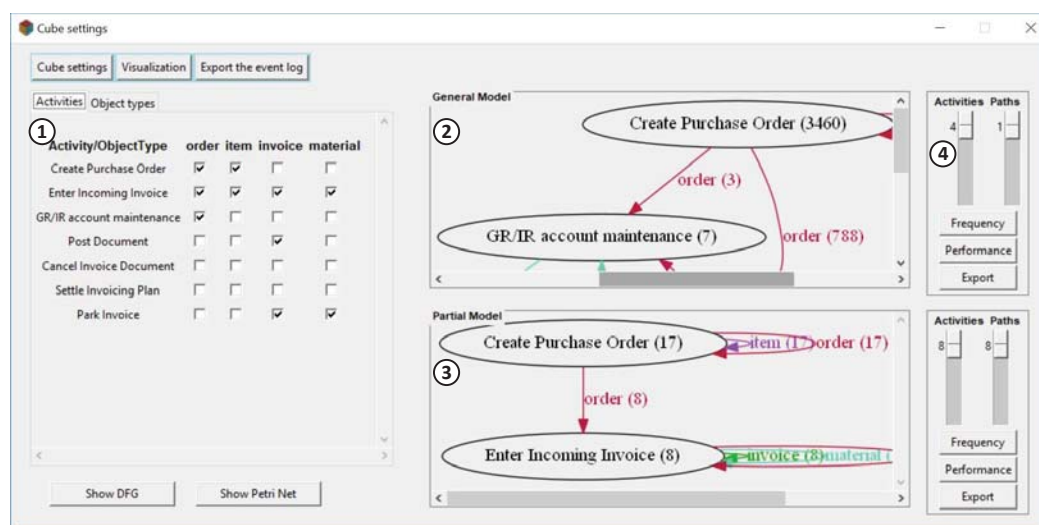 Cube settings
Cube settings Visualization Export the event log
Activities Object types
1
Activity/ObjectType order item invoice material
Create Purchase Order
Enter Incoming Invoice
GR/IR account maintenance
Post Document
Cancel Invoice Document
Settle Invoicing Plan
Park Invoice
Show DFG Show Petri Net
General Model
2
Create Purchase Order (3460)
order (3)
GR/IR account maintenance (7)
order (788)
Activities Paths
4 1
4
Frequency
Performance
Export
Partial Model
3
Create Purchase Order (17)
item (17) order (17)
order (8)
Enter Incoming Invoice (8)
invoice (8) material (
Activities Paths
8 8
Frequency
Performance
Export